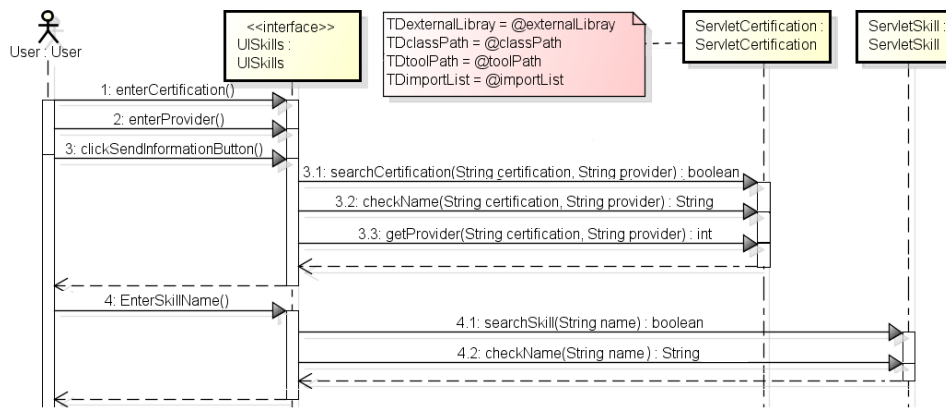 User : User
<<interface>>
UISkills :
UISkills
TDexternalLibray = @externalLibray
TDclassPath = @classPath
TDtoolPath = @toolPath
TDimportList = @importList
ServletCertification :
ServletCertification
ServletSkill :
ServletSkill
1: enterCertification()
2: enterProvider()
3: clickSendInformationButton()
3.1: searchCertification(String certification, String provider) : boolean
3.2: checkName(String certification, String provider) : String
3.3: getProvider(String certification, String provider) : int
4: EnterSkillName()
4.1: searchSkill(String name) : boolean
4.2: checkName(String name) : String